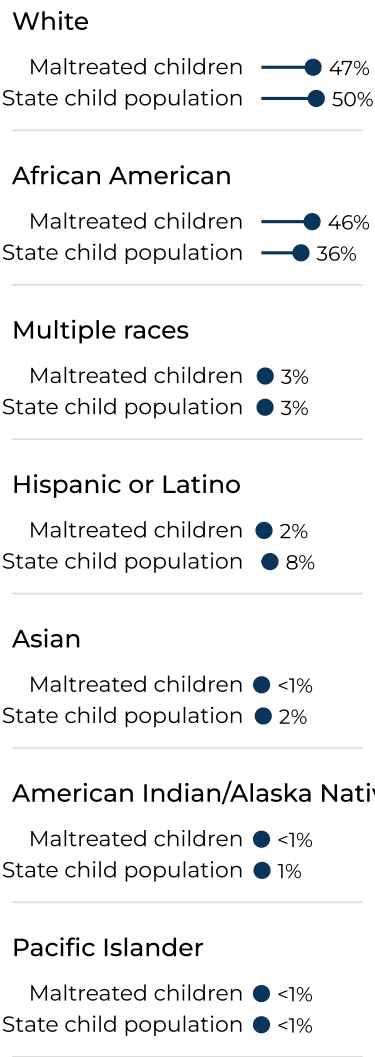 White
Maltreated children 47%
State child population 50%
African American
Maltreated children 46%
State child population 36%
Multiple races
Maltreated children 3%
State child population 3%
Hispanic or Latino
Maltreated children 2%
State child population 8%
Asian
Maltreated children <1%
State child population 2%
American Indian/Alaska Nativ
Maltreated children <1%
State child population 1%
Pacific Islander
Maltreated children <1%
State child population <1%